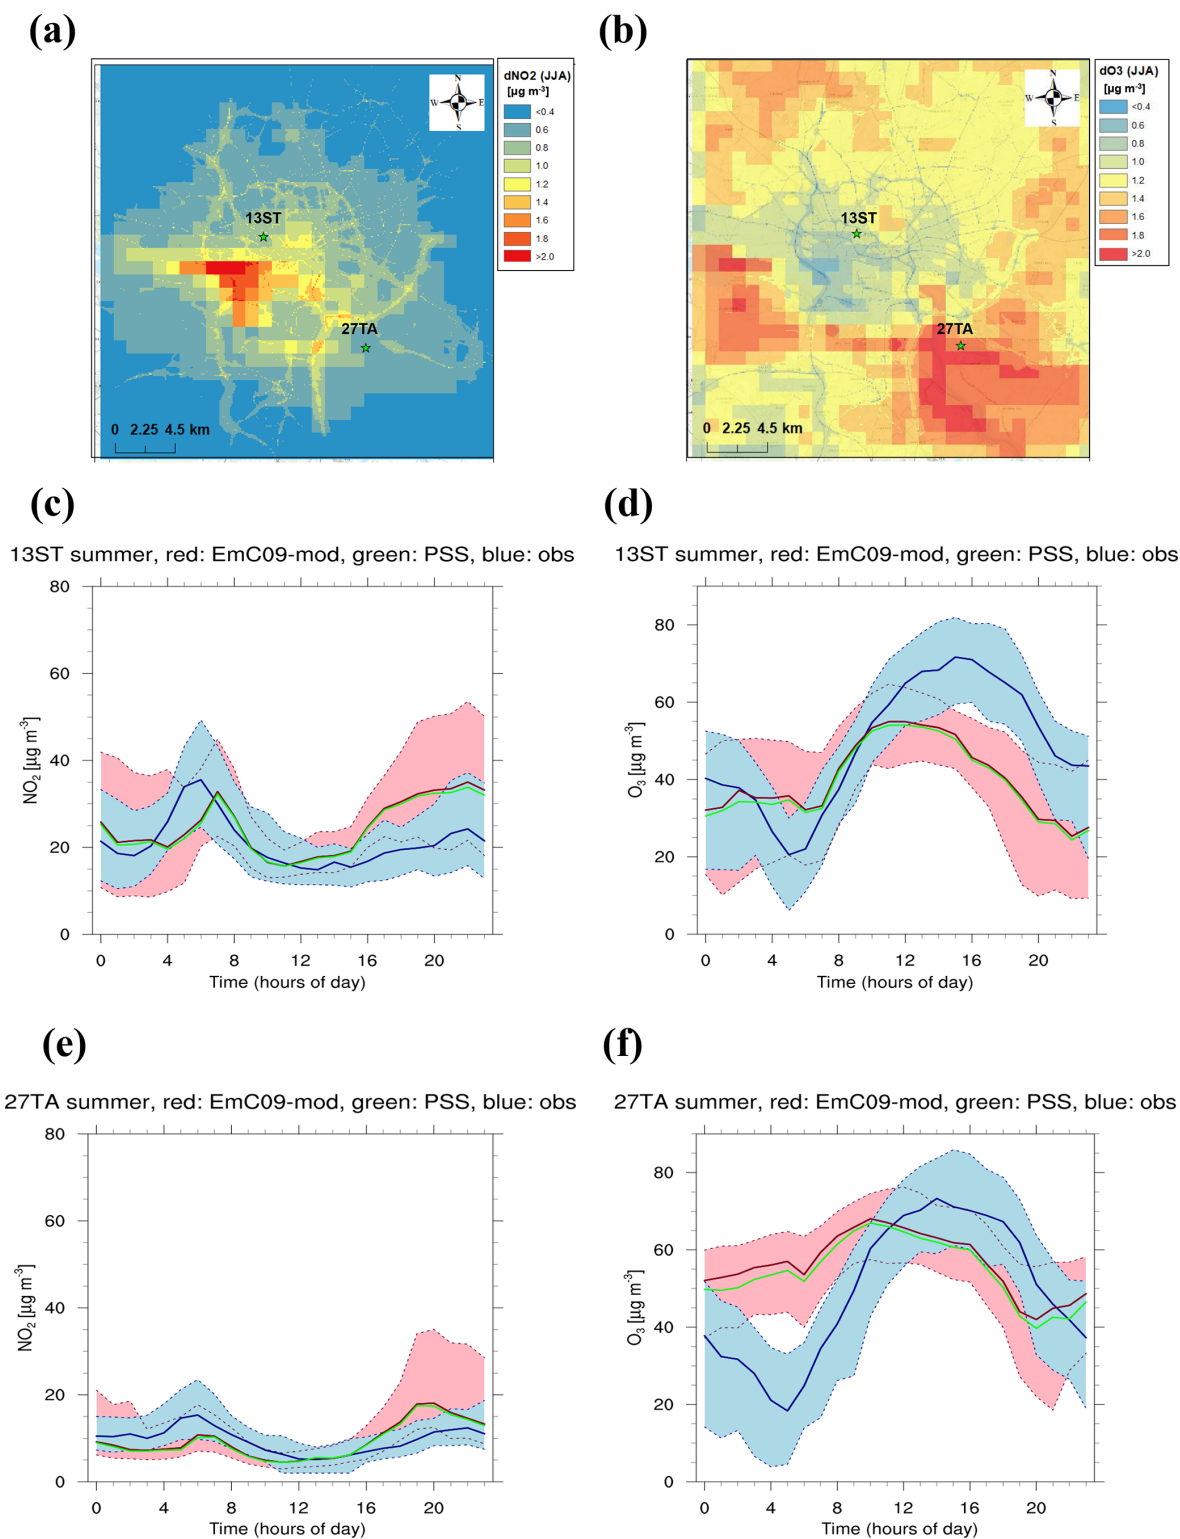 (a)
(b)
dNO2 (JJA)
[µg m-3]
<0.4
0.6
0.8
1.0
1.2
1.4
1.6
1.8
>2.0
N
W E
S
13ST
27TA
0 2.25 4.5 km
dO3 (JJA)
[µg m-3]
<0.4
0.6
0.8
1.0
1.2
1.4
1.6
1.8
>2.0
N
W E
S
13ST
27TA
0 2.25 4.5 km
(c)
13ST summer, red: EmC09-mod, green: PSS, blue: obs
NO2 [µg m-3]
80
60
40
20
0
0 4 8 12 16 20
Time (hours of day)
(d)
13ST summer, red: EmC09-mod, green: PSS, blue: obs
O3 [µg m-3]
80
60
40
20
0
0 4 8 12 16 20
Time (hours of day)
(e)
27TA summer, red: EmC09-mod, green: PSS, blue: obs
NO2 [µg m-3]
80
60
40
20
0
0 4 8 12 16 20
Time (hours of day)
(f)
27TA summer, red: EmC09-mod, green: PSS, blue: obs
O3 [µg m-3]
80
60
40
20
0
0 4 8 12 16 20
Time (hours of day)